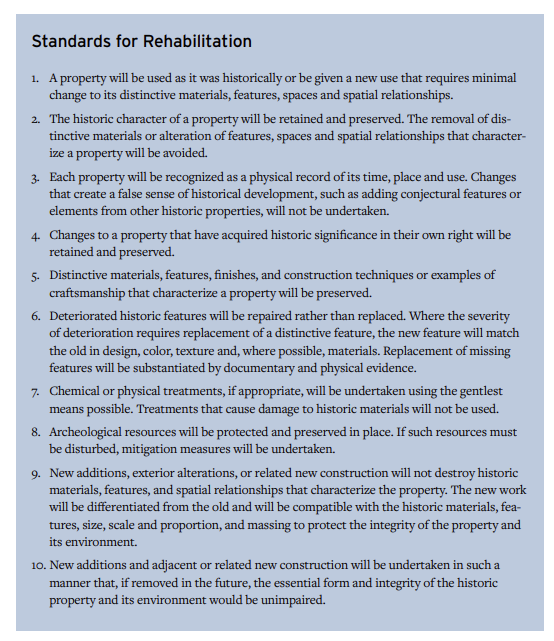 Standards for Rehabilitation
1. A property will be used as it was historically or be given a new use that requires minimal
change to its distinctive materials, features, spaces and spatial relationships.
2. The historic character of a property will be retained and preserved. The removal of dis-
tinctive materials or alteration of features, spaces and spatial relationships that character-
ize a property will be avoided.
3. Each property will be recognized as a physical record of its time, place and use. Changes
that create a false sense of historical development, such as adding conjectural features or
elements from other historic properties, will not be undertaken.
4. Changes to a property that have acquired historic significance in their own right will be
retained and preserved.
5. Distinctive materials, features, finishes, and construction techniques or examples of
craftsmanship that characterize a property will be preserved.
6. Deteriorated historic features will be repaired rather than replaced. Where the severity
of deterioration requires replacement of a distinctive feature, the new feature will match
the old in design, color, texture and, where possible, materials. Replacement of missing
features will be substantiated by documentary and physical evidence.
7. Chemical or physical treatments, if appropriate, will be undertaken using the gentlest
means possible. Treatments that cause damage to historic materials will not be used.
8. Archeological resources will be protected and preserved in place. If such resources must
be disturbed, mitigation measures will be undertaken.
9. New additions, exterior alterations, or related new construction will not destroy historic
materials, features, and spatial relationships that characterize the property. The new work
will be differentiated from the old and will be compatible with the historic materials, fea-
tures, size, scale and proportion, and massing to protect the integrity of the property and
its environment.
10. New additions and adjacent or related new construction will be undertaken in such a
manner that, if removed in the future, the essential form and integrity of the historic
property and its environment would be unimpaired.